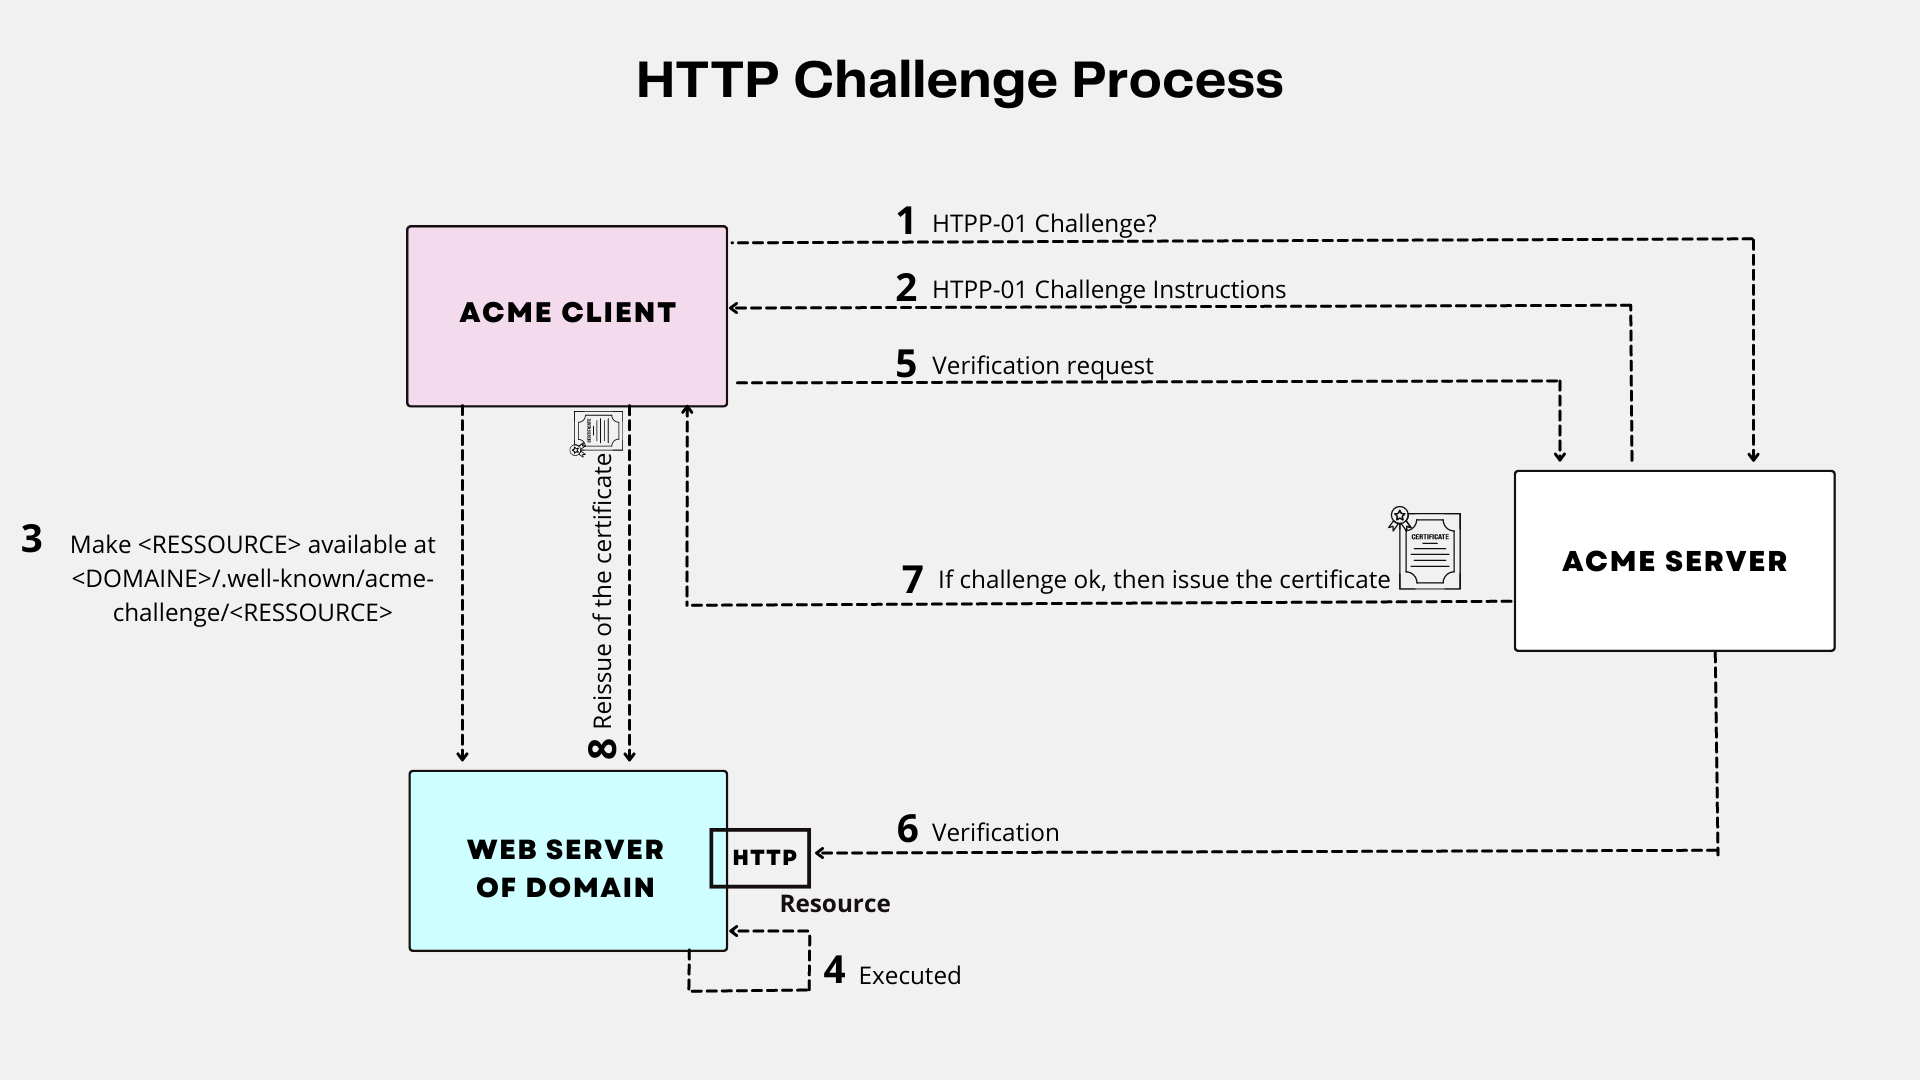 HTTP Challenge Process
1 HTPP-01 Challenge?
2 HTPP-01 Challenge Instructions
ACME CLIENT
5 Verification request
CERTIFICATE
3 Make <RESSOURCE> available at
<DOMAINE>/.well-known/acme-
challenge/<RESSOURCE>
8 Reissue of the certificate
CERTIFICATE
7 If challenge ok, then issue the certificate
ACME SERVER
6 Verification
WEB SERVER
OF DOMAIN
HTTP
Resource
4 Executed